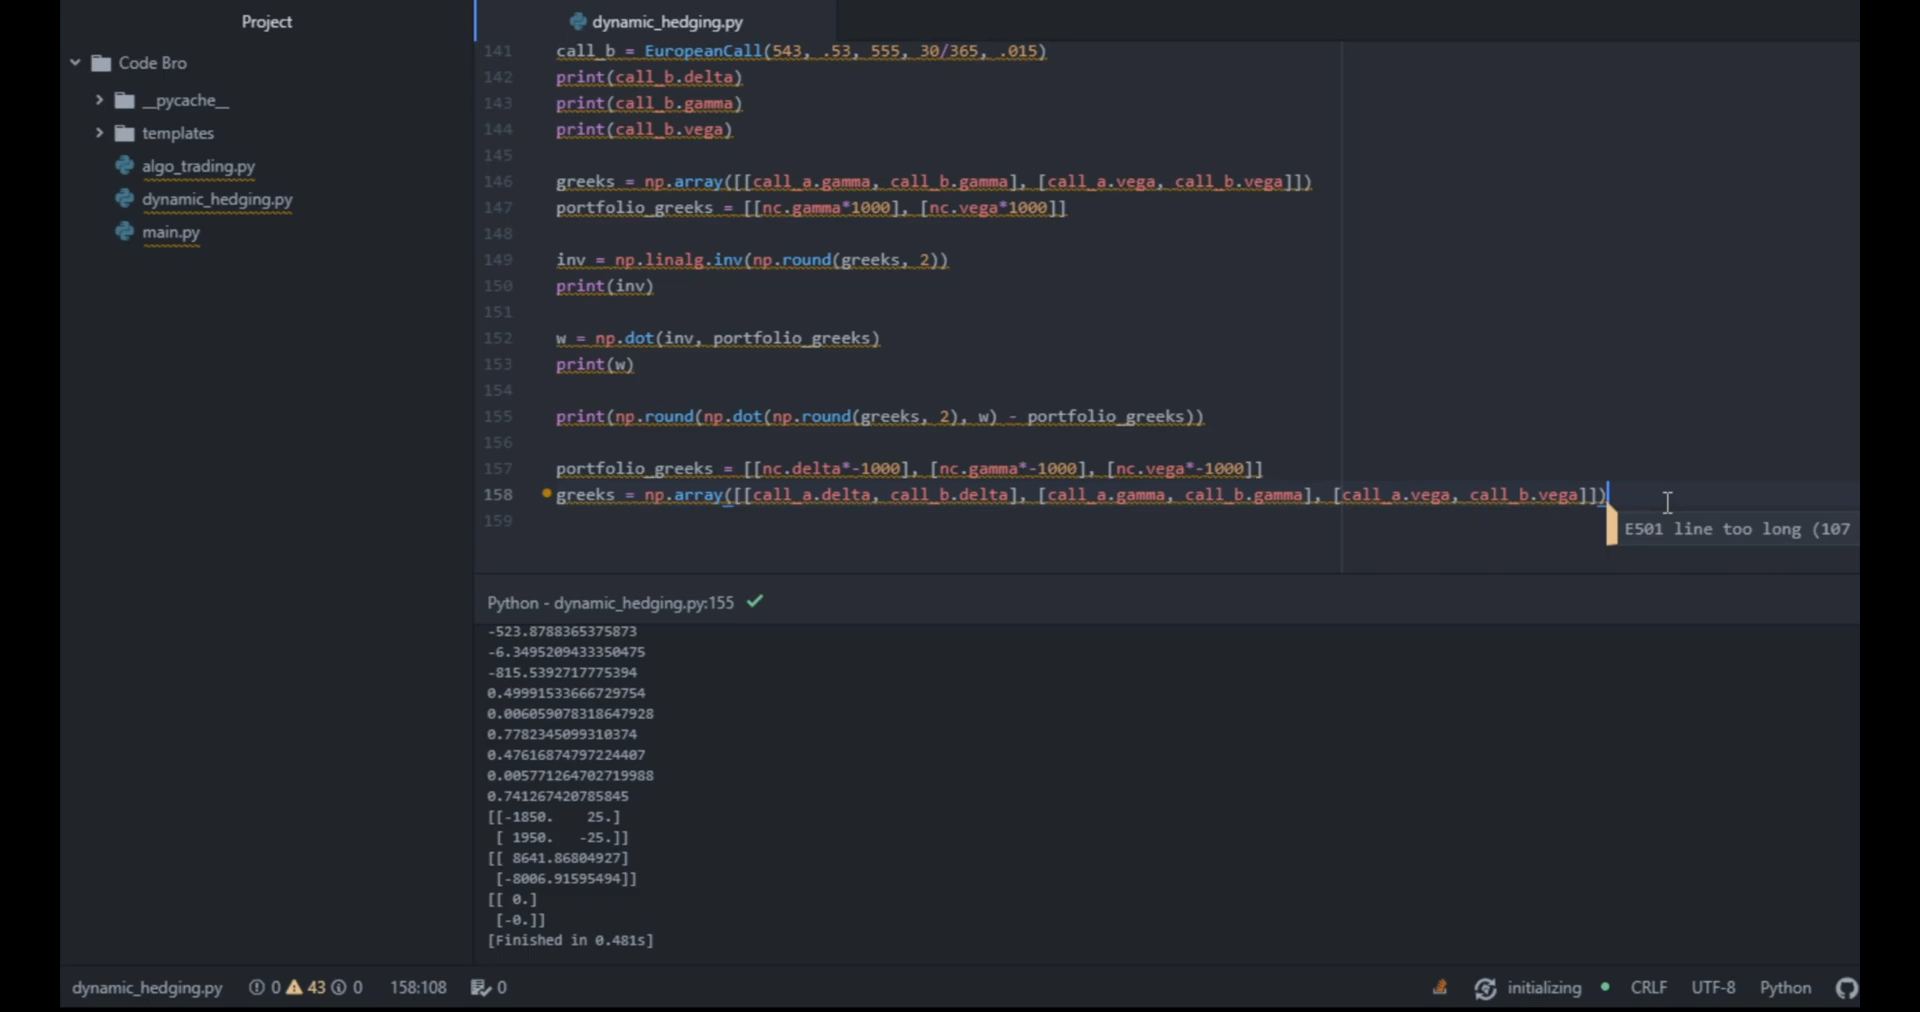 Project
dynamic_hedging.py
Code Bro
__pycache__
templates
algo_trading.py
dynamic_hedging.py
main.py
141 call_b = EuropeanCall(543, .53, 555, 30/365, .015)
142 print(call_b.delta)
143 print(call_b.gamma)
144 print(call_b.vega)
145
146 greeks = np.array([[call_a.gamma, call_b.gamma], [call_a.vega, call_b.vega]])
147 portfolio_greeks = [[nc.gamma*1000], [nc.vega*1000]]
148
149 inv = np.linalg.inv(np.round(greeks, 2))
150 print(inv)
151
152 w = np.dot(inv, portfolio_greeks)
153 print(w)
154
155 print(np.round(np.dot(np.round(greeks, 2), w) - portfolio_greeks))
156
157 portfolio_greeks = [[nc.delta*-1000], [nc.gamma*-1000], [nc.vega*-1000]]
158 greeks = np.array([[call_a.delta, call_b.delta], [call_a.gamma, call_b.gamma], [call_a.vega, call_b.vega]])
159
E501 line too long (107
Python - dynamic_hedging.py:155
-523.8788365375873
-6.3495209433350475
-815.5392717775394
0.49991533666729754
0.006059078318647928
0.7782345099310374
0.47616874797224407
0.005771264702719988
0.741267420785845
[[-1850. 25.]
[ 1950. -25.]]
[[ 8641.86804927]
[-8006.91595494]]
[[ 0.]
[-0.]]
[Finished in 0.481s]
dynamic_hedging.py 0 43 0 158:108 0 initializing CRLF UTF-8 Python